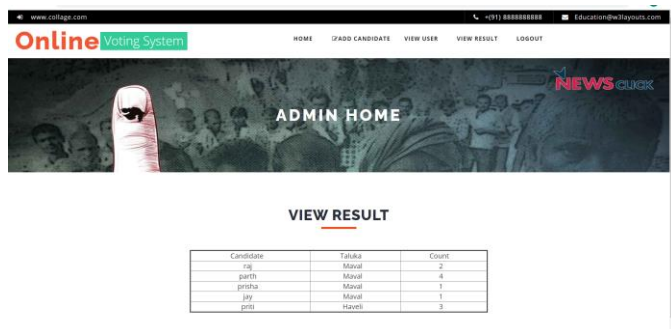 www.collage.com +(91) 8888888888 Education@w3layouts.com
Online Voting System HOME ADD CANDIDATE VIEW USER VIEW RESULT LOGOUT
NEWSCLICK
ADMIN HOME
VIEW RESULT
Candidate Taluka Count
raj Maval 2
parth Maval 4
prisha Maval 1
jay Maval 1
priti Haveli 3